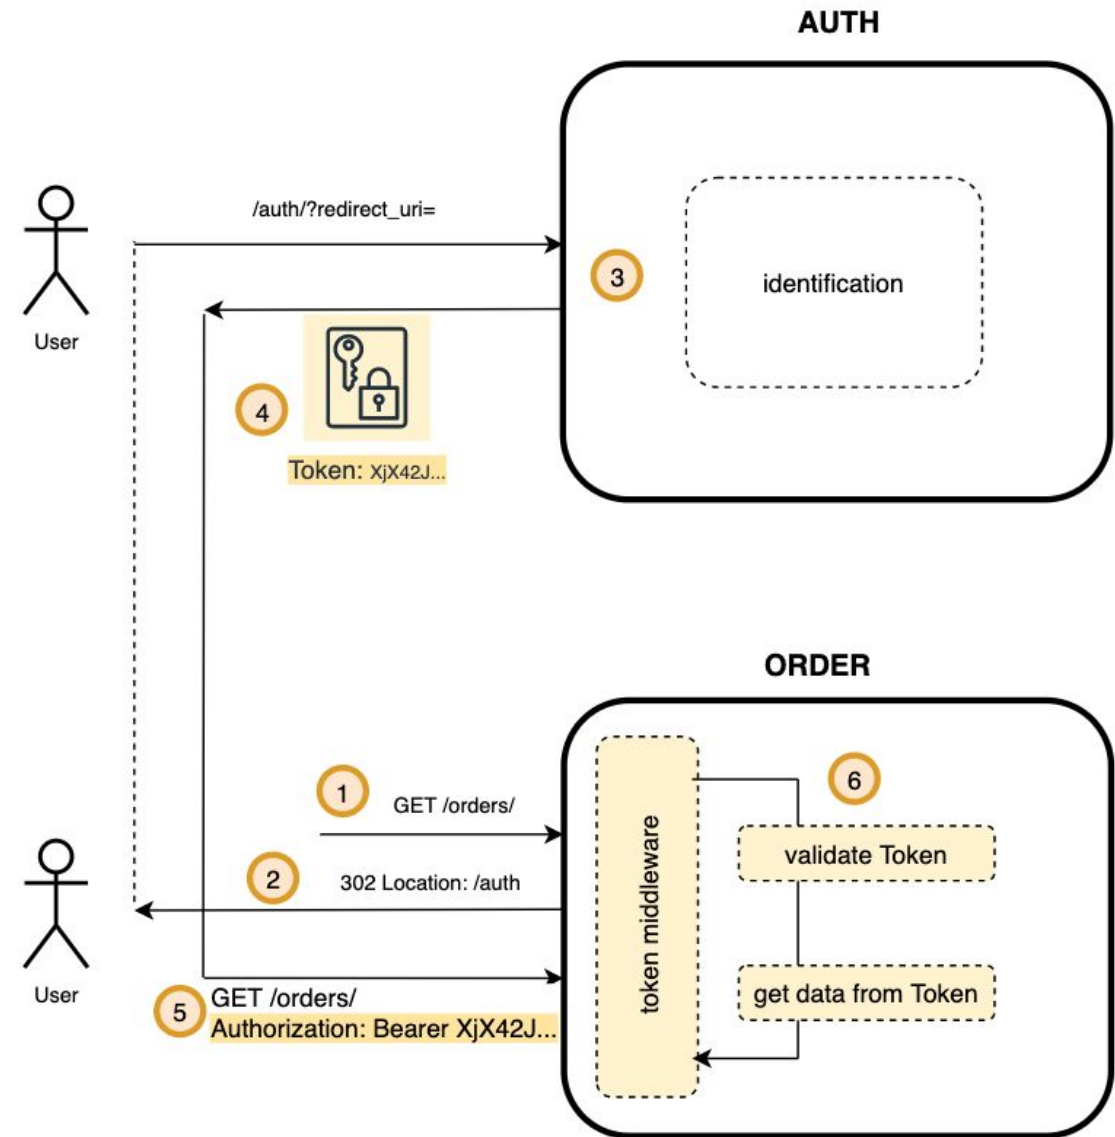 AUTH
/auth/?redirect_uri=
3
identification
User
4
Token: XjX42J...
ORDER
1
GET /orders/
6
validate Token
2
302 Location: /auth
token middleware
User
get data from Token
5
GET /orders/
Authorization: Bearer XjX42J...